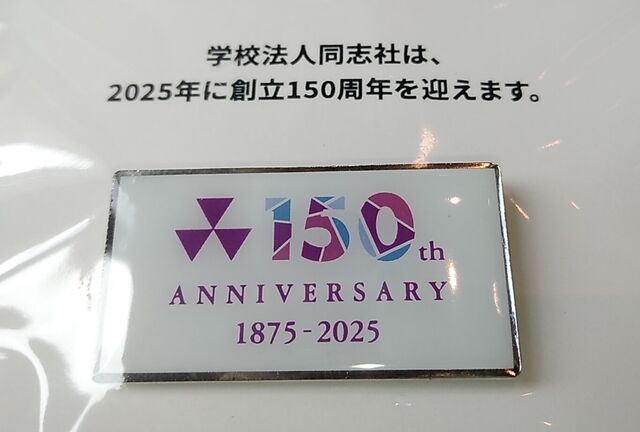 学校法人同志社は、
2025年に創立150周年を迎えます。
150th
ANNIVERSARY
1875-2025